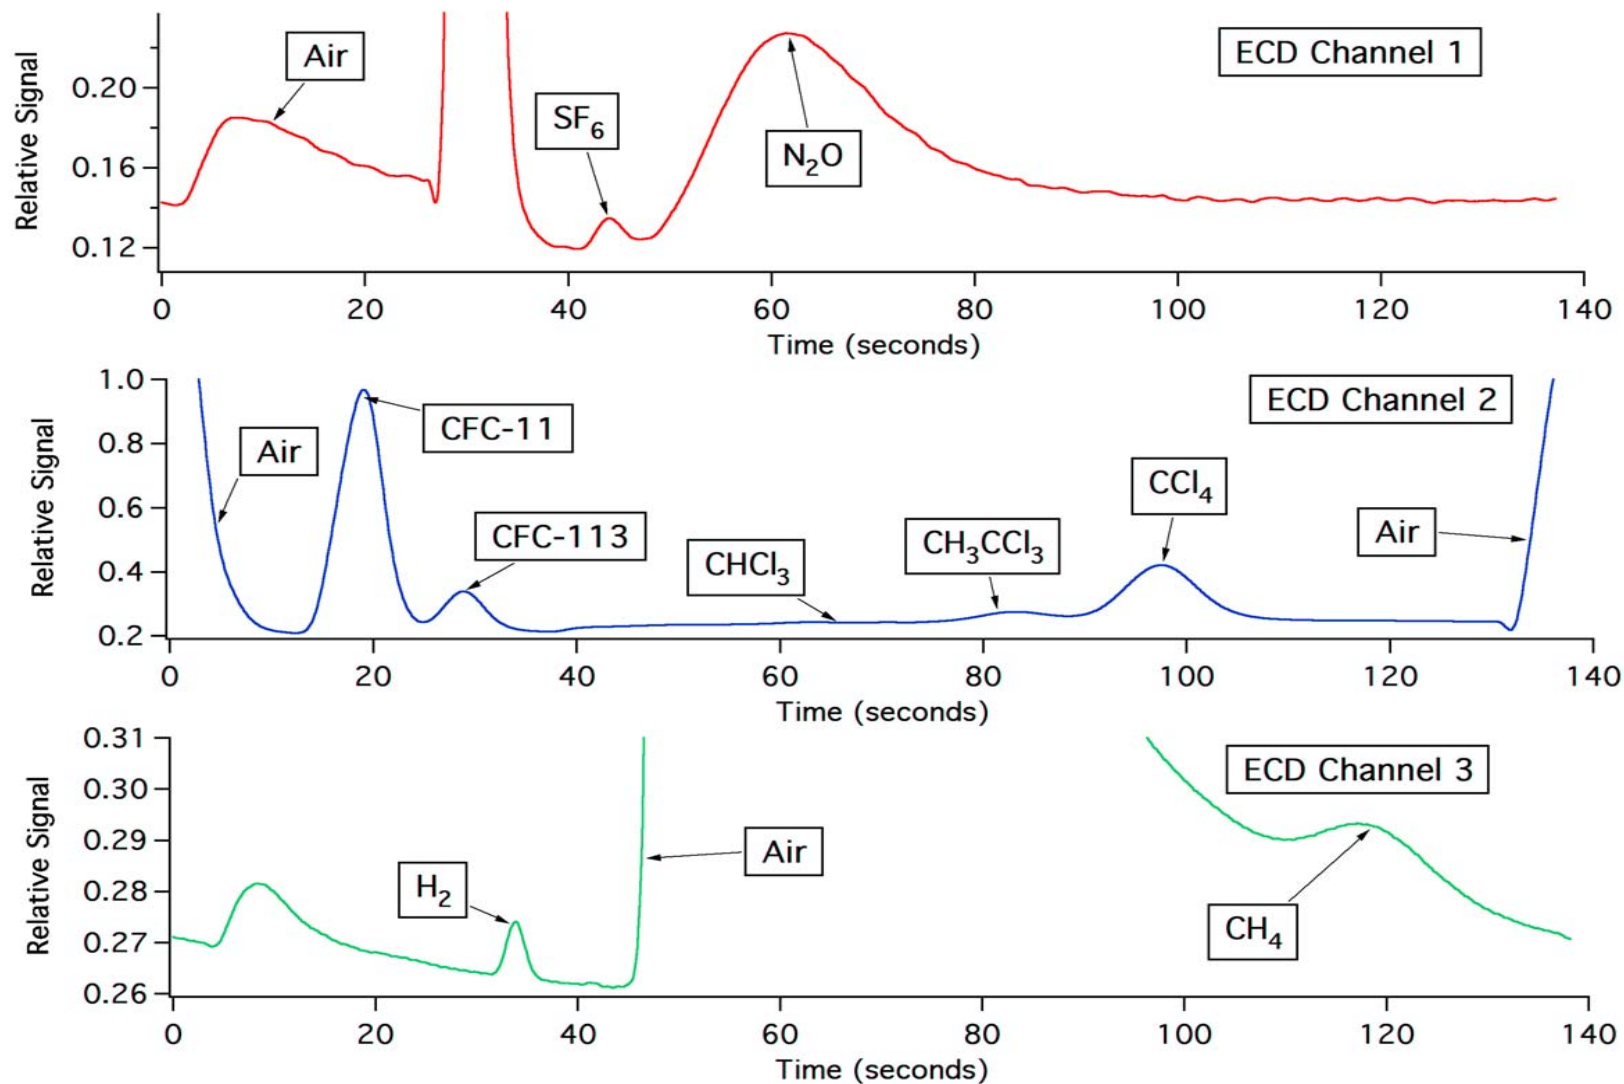 ECD Channel 1
Relative Signal
0.20
0.16
0.12
Air
SF6
N2O
0 20 40 60 80 100 120 140
Time (seconds)
ECD Channel 2
Relative Signal
1.0
0.8
0.6
0.4
0.2
Air
CFC-11
CFC-113
CHCl3
CH3CCl3
CCl4
Air
0 20 40 60 80 100 120 140
Time (seconds)
ECD Channel 3
Relative Signal
0.31
0.30
0.29
0.28
0.27
0.26
H2
Air
CH4
0 20 40 60 80 100 120 140
Time (seconds)